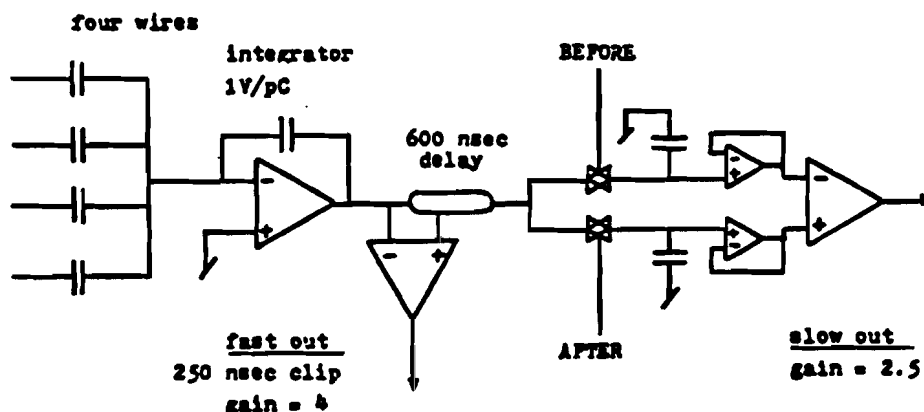 four wires
integrator
1V/pC
600 nsec
delay
BEFORE
AFTER
fast out
250 nsec clip
gain = 4
slow out
gain = 2.5